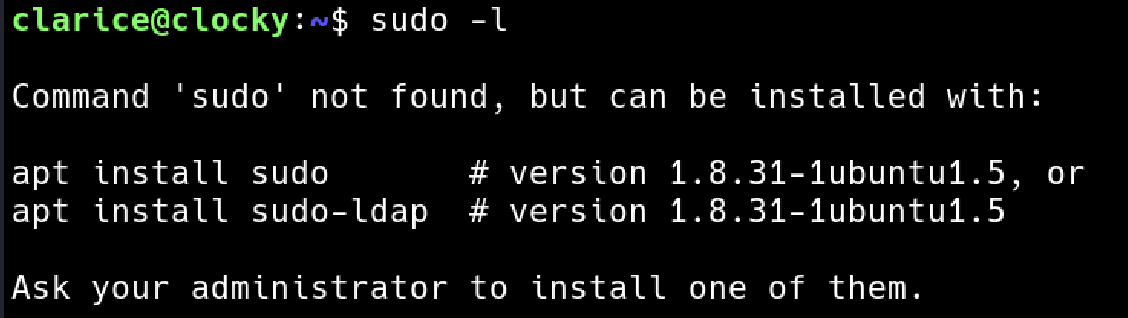 clarice@clocky:~$ sudo -l
Command 'sudo' not found, but can be installed with:
apt install sudo       # version 1.8.31-1ubuntu1.5, or
apt install sudo-ldap  # version 1.8.31-1ubuntu1.5
Ask your administrator to install one of them.